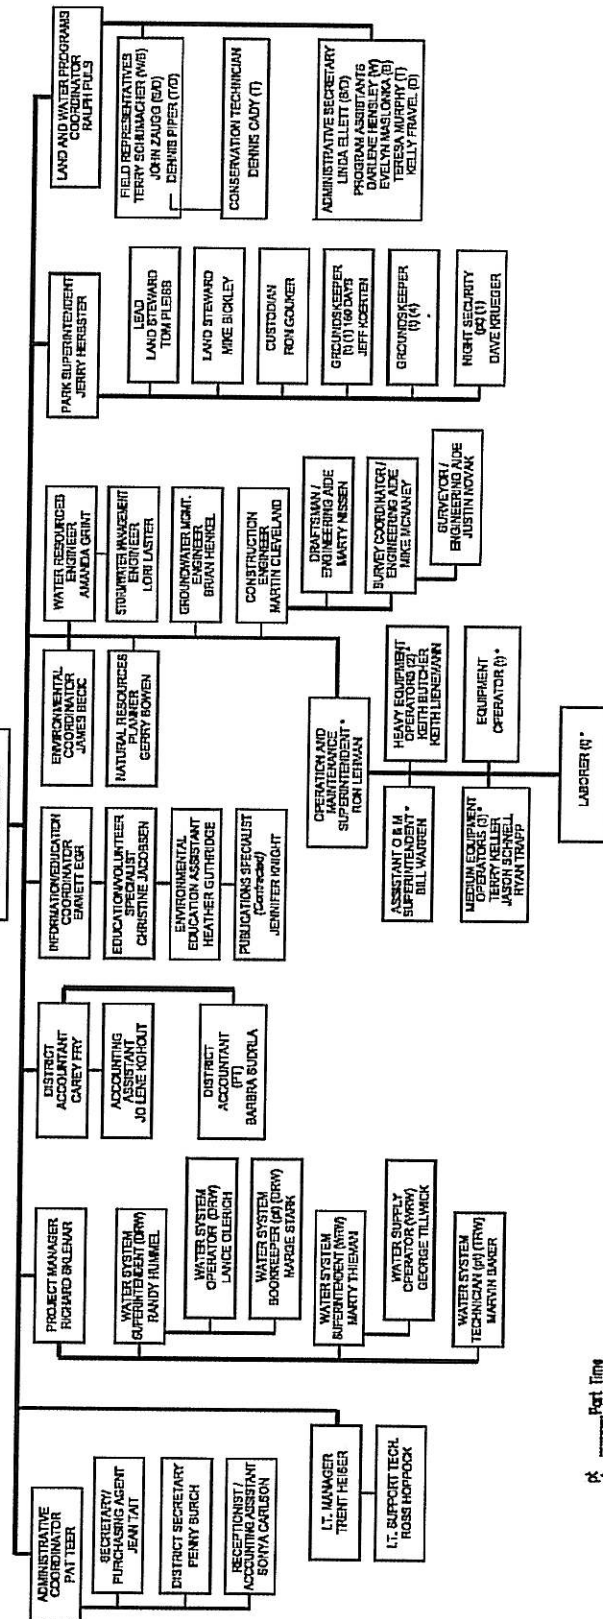 ADMINISTRATIVE
COORDINATOR
PAT TEER
SECRETARY/
PURCHASING AGENT
JEAN TAIT
DISTRICT SECRETARY
PENNY BURCH
RECEPTIONIST /
ACCOUNTING ASSISTANT
SONYA CARLSON
I.T. MANAGER
TRENT HEISER
I.T. SUPPORT TECH.
ROSS HOPPOCK
PROJECT MANAGER
RICHARD SKLENAR
WATER SYSTEM
SUPERINTENDENT (DRW)
RANDY HUMMEL
WATER SYSTEM
OPERATOR (DRW)
LANCE OLERICH
WATER SYSTEM
BOOKKEEPER (pt) (DRW)
MARGE STARK
WATER SYSTEM
SUPERINTENDENT (WRW)
MARTY THIEMAN
WATER SUPPLY
OPERATOR (WRW)
GEORGE TILLWICK
WATER SYSTEM
TECHNICIAN (pt) (TRW)
MARVIN BAKER
DISTRICT
ACCOUNTANT
CAREY FRY
ACCOUNTING
ASSISTANT
JO LENE KOHOUT
DISTRICT
ACCOUNTANT
(PT)
BARBRA SUDRLA
INFORMATION/EDUCATION
COORDINATOR
EMMETT EGR
EDUCATION/VOLUNTEER
SPECIALIST
CHRISTINE JACOBSEN
ENVIRONMENTAL
EDUCATION ASSISTANT
HEATHER GUTHRIDGE
PUBLICATIONS SPECIALIST
(Contracted)
JENNIFER KNIGHT
ENVIRONMENTAL
COORDINATOR
JAMES BECIC
NATURAL RESOURCES
PLANNER
GERRY BOWEN
WATER RESOURCES
ENGINEER
AMANDA GRINT
STORMWATER MANAGEMENT
ENGINEER
LORI LASTER
GROUNDWATER MGMT.
ENGINEER
BRIAN HENKEL
CONSTRUCTION
ENGINEER
MARTIN CLEVELAND
DRAFTSMAN /
ENGINEERING AIDE
MARTY NISSEN
SURVEY COORDINATOR /
ENGINEERING AIDE
MIKE MCNANEY
SURVEYOR /
ENGINEERING AIDE
JUSTIN NOVAK
OPERATION AND
MAINTENANCE
SUPERINTENDENT *
RON LEHMAN
ASSISTANT O & M
SUPERINTENDENT *
BILL WARREN
HEAVY EQUIPMENT
OPERATORS (2) *
KEITH BUTCHER
KEITH LIENEMANN
MEDIUM EQUIPMENT
OPERATORS (3) *
TERRY KELLER
JASON SCHNELL
RYAN TRAPP
EQUIPMENT
OPERATOR (t) *
LABORER (t) *
PARK SUPERINTENDENT
JERRY HERBSTER
LEAD
LAND STEWARD
TOM PLEISS
LAND STEWARD
MIKE BICKLEY
CUSTODIAN
RON GOUKER
GROUNDSKEEPER
(t) (1) 160 DAYS
JEFF KOERTEN
GROUNDSKEEPER
(t) (4)
NIGHT SECURITY
(pt) (1)
DAVE KRUEGER
LAND AND WATER PROGRAMS
COORDINATOR
RALPH PULS
FIELD REPRESENTATIVES
TERRY SCHUMACHER (W/B)
JOHN ZAUGG (S/D)
DENNIS PIPER (T/D)
CONSERVATION TECHNICIAN
DENNIS CADY (T)
ADMINISTRATIVE SECRETARY
LINDA ELLETT (S/D)
PROGRAM ASSISTANTS
DARLENE HENSLEY (W)
EVELYN MASLONKA (B)
TERESA MURPHY (T)
KELLY FRAVEL (D)
pt Part Time